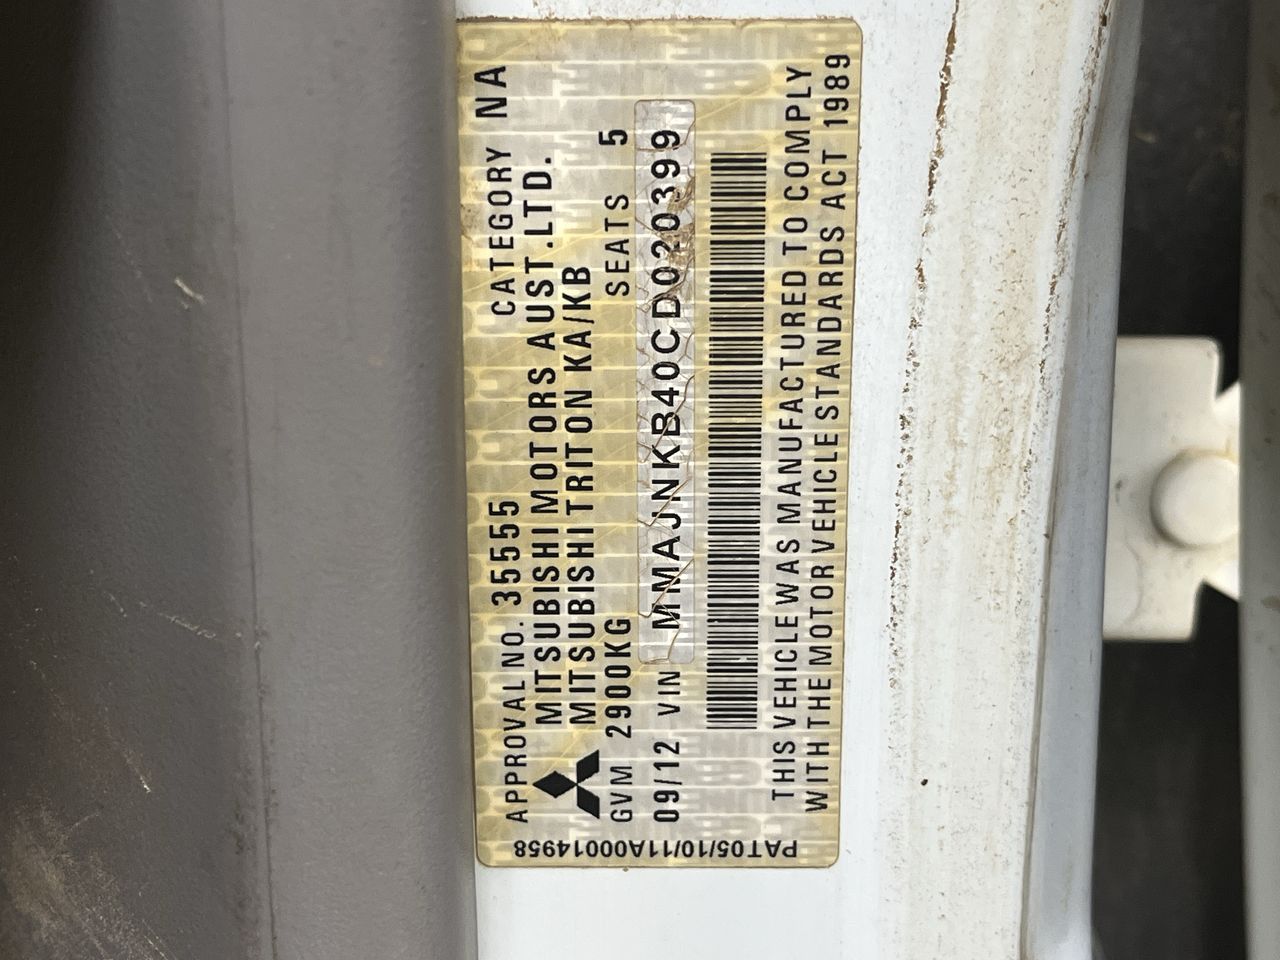 APPROVAL NO. 35555 CATEGORY NA
MITSUBISHI MOTORS AUST.LTD.
MITSUBISHI TRITON KA/KB
GVM 2900KG SEATS 5
09/12 VIN MMAJNKB40CD020399
THIS VEHICLE WAS MANUFACTURED TO COMPLY
WITH THE MOTOR VEHICLE STANDARDS ACT 1989
PAT05/10/11A00014958